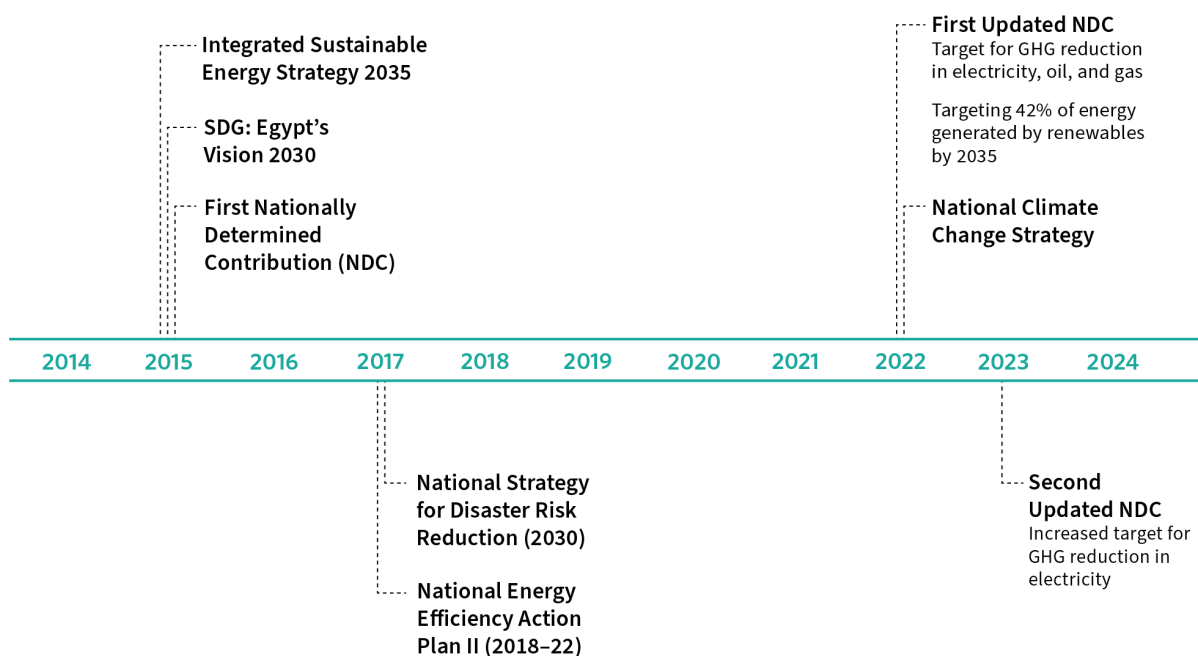 Integrated Sustainable
Energy Strategy 2035
SDG: Egypt’s
Vision 2030
First Nationally
Determined
Contribution (NDC)
First Updated NDC
Target for GHG reduction
in electricity, oil, and gas
Targeting 42% of energy
generated by renewables
by 2035
National Climate
Change Strategy
2014 2015 2016 2017 2018 2019 2020 2021 2022 2023 2024
National Strategy
for Disaster Risk
Reduction (2030)
National Energy
Efficiency Action
Plan II (2018–22)
Second
Updated NDC
Increased target for
GHG reduction in
electricity